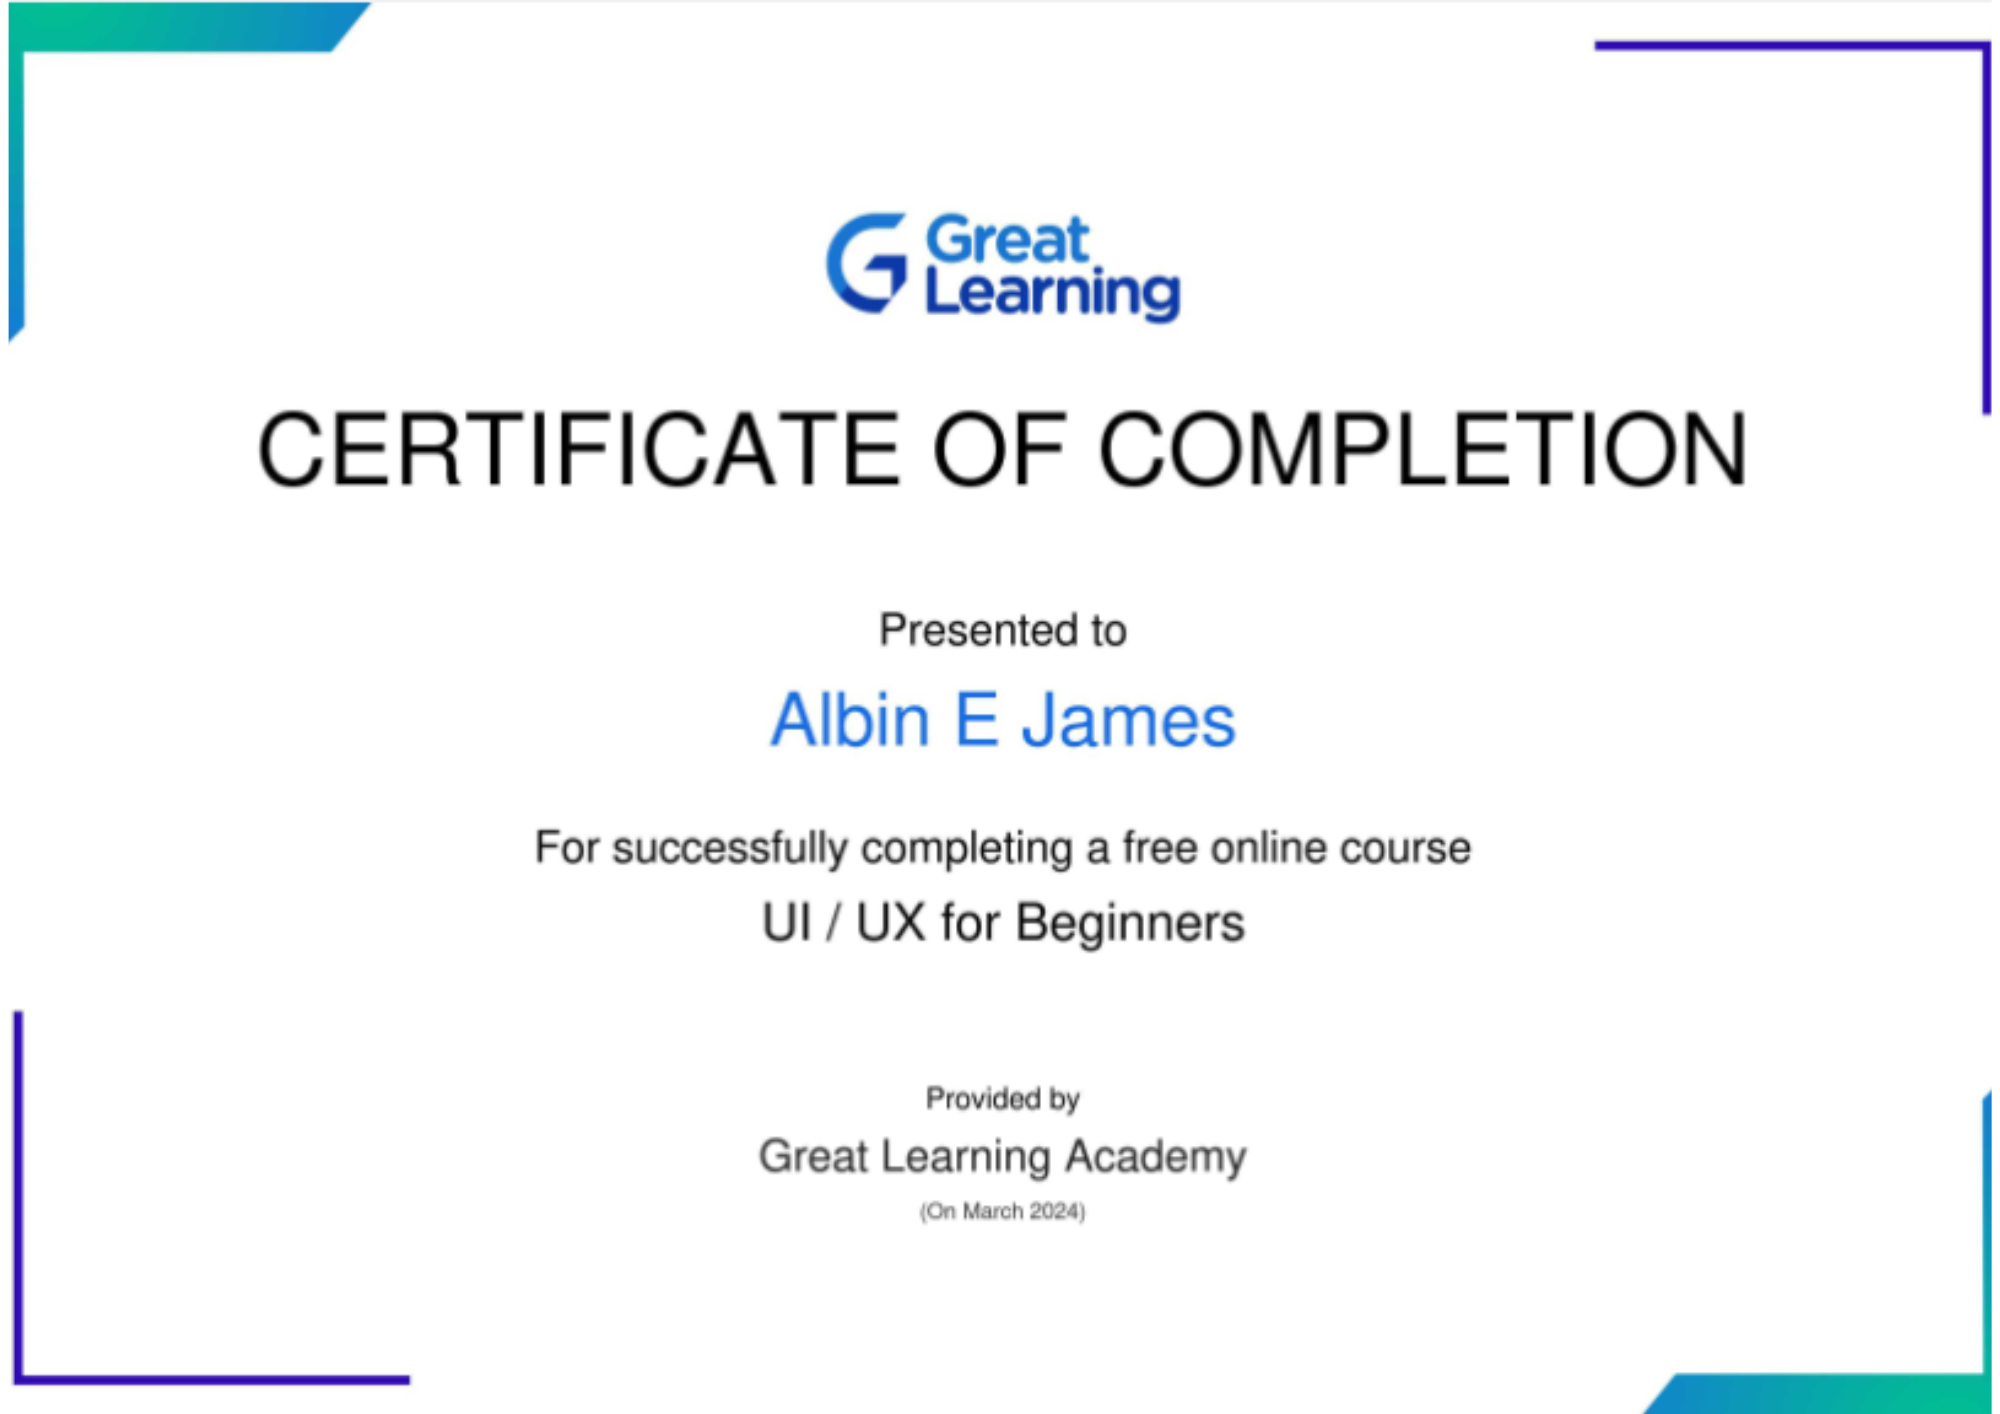 Great
Learning
CERTIFICATE OF COMPLETION
Presented to
Albin E James
For successfully completing a free online course
UI / UX for Beginners
Provided by
Great Learning Academy
(On March 2024)